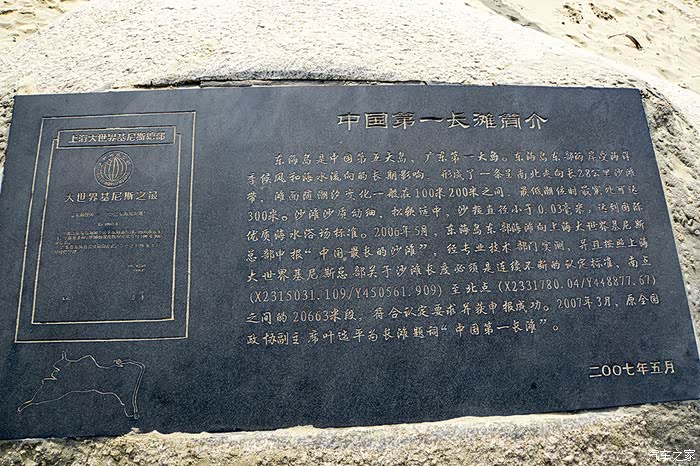 上海大世界基尼斯总部
大世界基尼斯之最
中国第一长滩简介
东海岛是中国第五大岛、广东第一大岛。东海岛东部海岸受海洋
季候风和海水流向的长期影响，形成了一条呈南北走向长28公里沙滩
带，滩面随潮汐变化一般在100米200米之间，最低潮位时最宽处可达
300米。沙滩沙质幼细，松软适中，沙粒直径小于0.03毫米，达到国际
优质海水浴场标准。2006年5月，东海岛东部海滩向上海大世界基尼斯
总部申报“中国最长的沙滩”，经专业技术部门实测，并且按照上海
大世界基尼斯总部关于沙滩长度必须是连续不断的认定标准，南点
(X2315031.109/Y450561.909)至北点(X2331780.04/Y448877.67)
之间的20663米段，符合认定要求并获申报成功。2007年3月，原全国
政协副主席叶选平为长滩题词“中国第一长滩”。
二〇〇七年五月
汽车之家